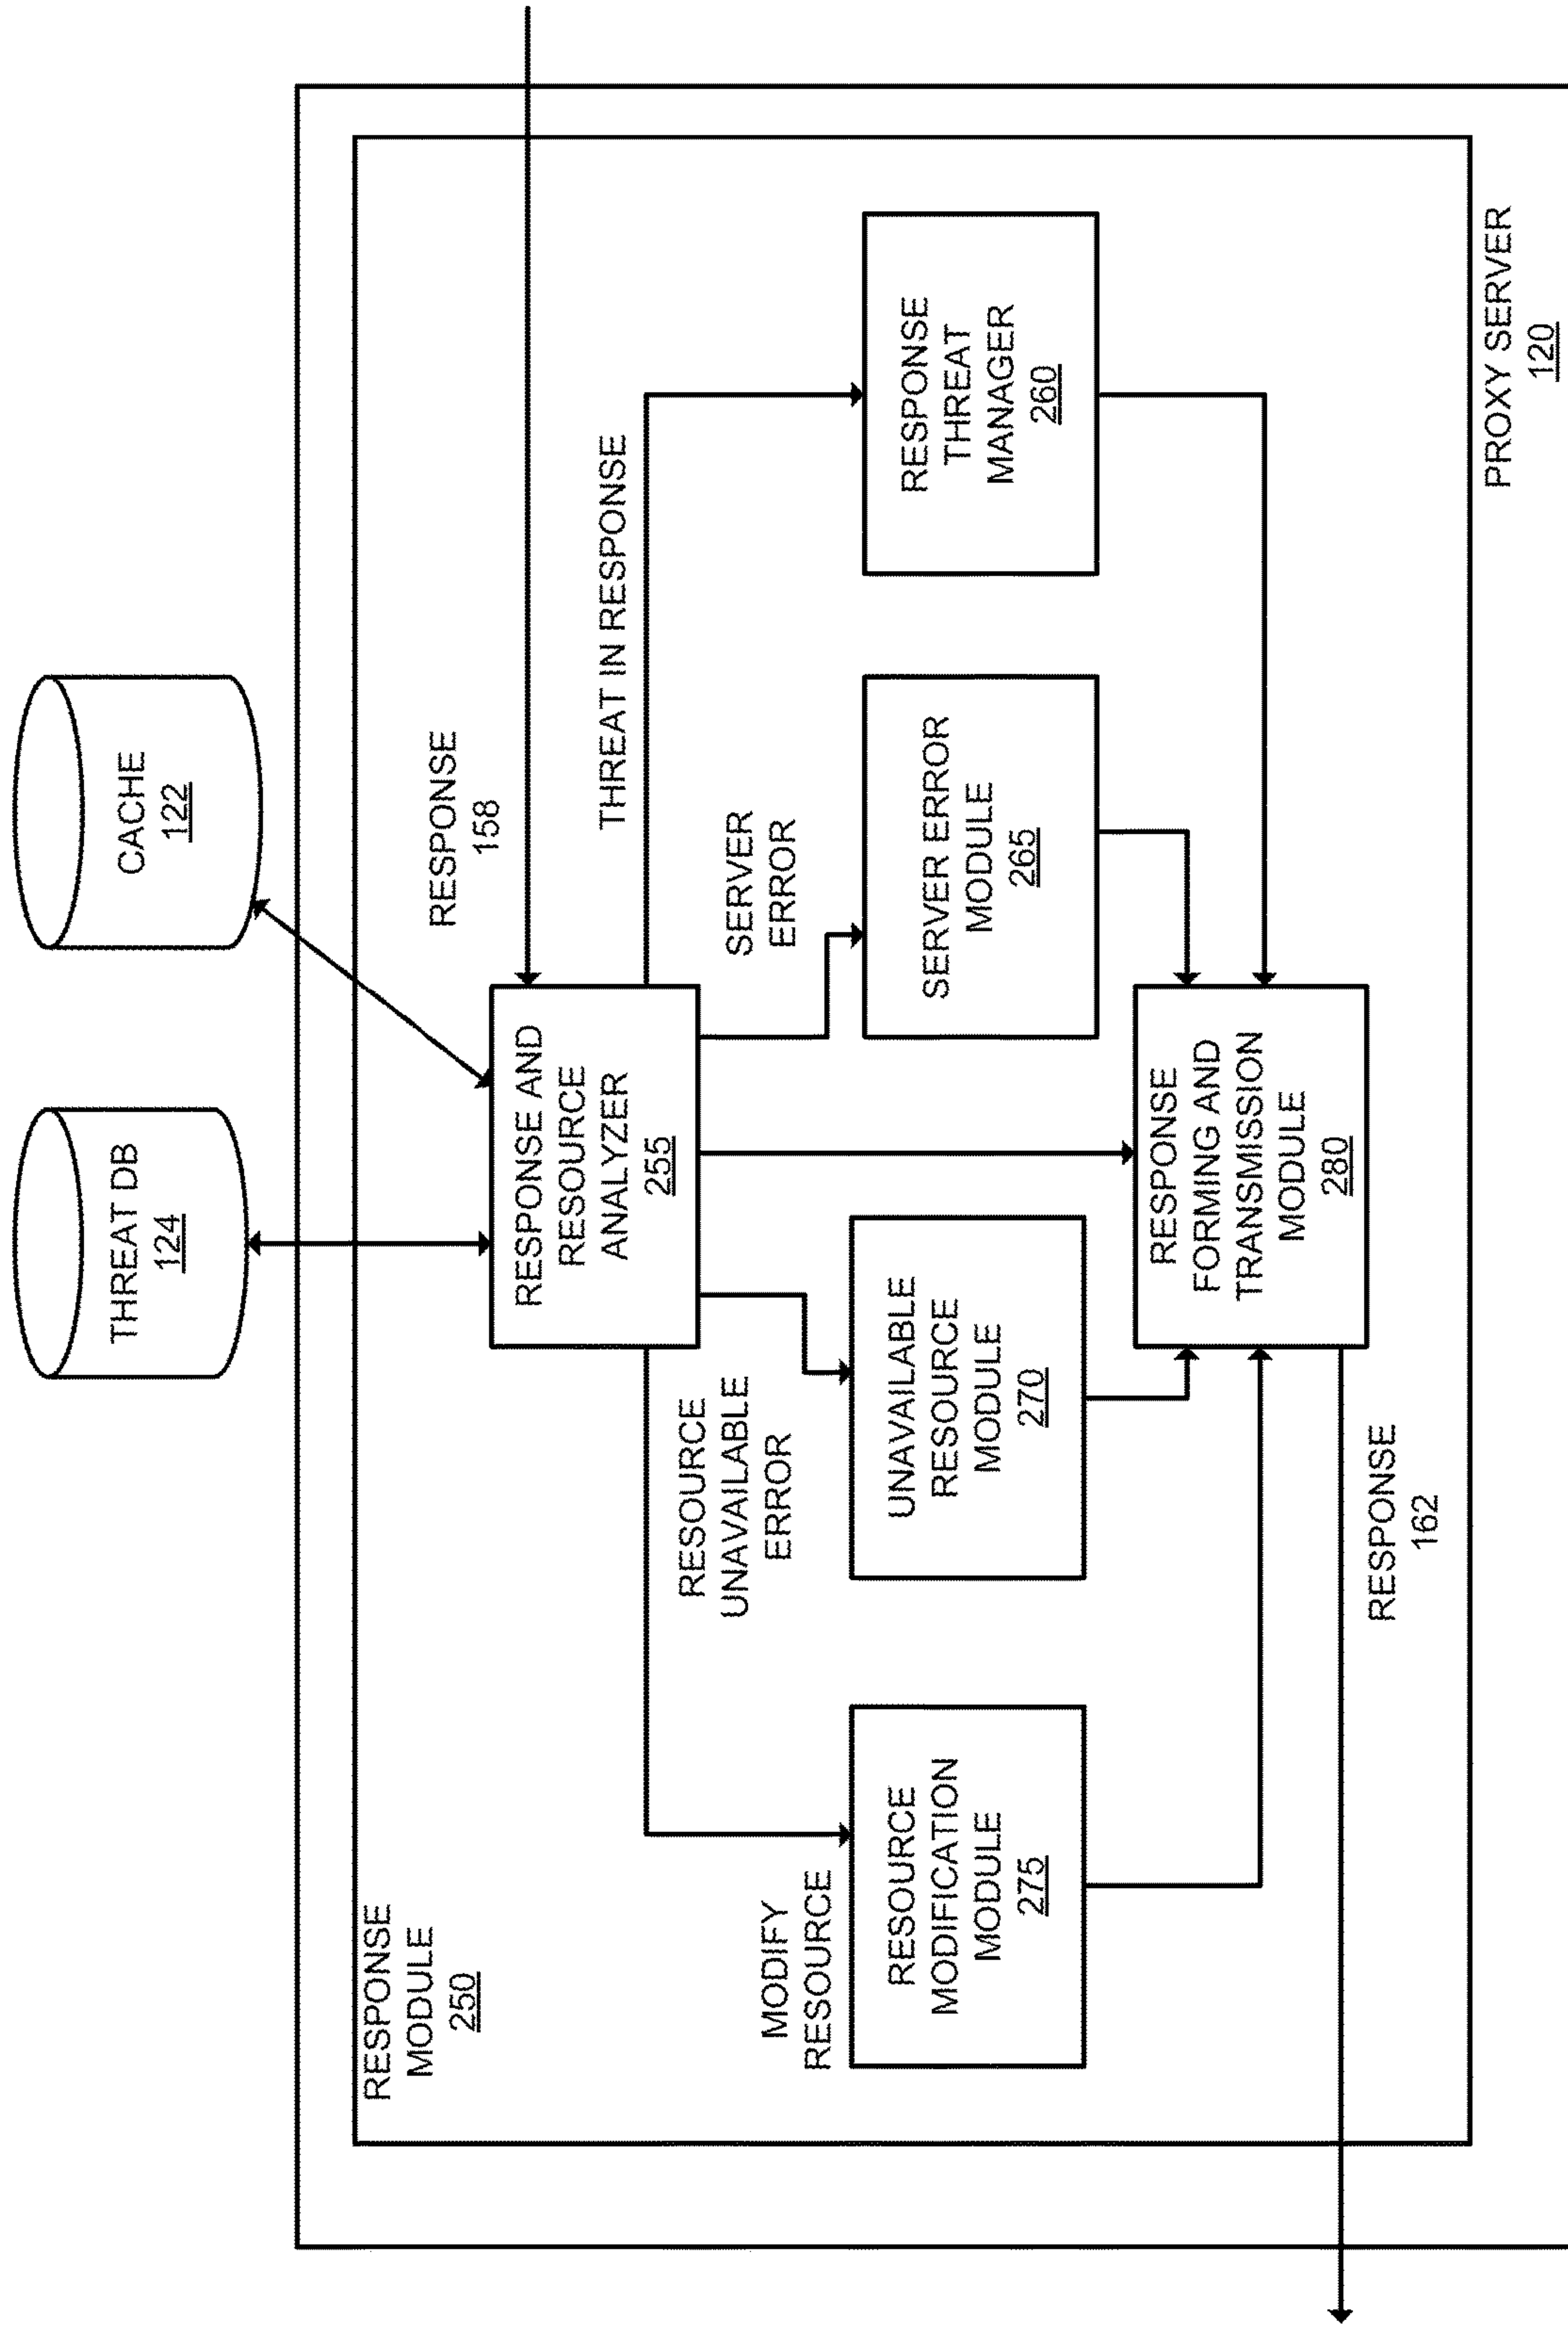 THREAT DB
124
CACHE
122
RESPONSE
MODULE
250
RESPONSE
158
RESPONSE AND
RESOURCE
ANALYZER
255
THREAT IN RESPONSE
MODIFY
RESOURCE
RESOURCE
UNAVAILABLE
ERROR
SERVER
ERROR
RESOURCE
MODIFICATION
MODULE
275
UNAVAILABLE
RESOURCE
MODULE
270
SERVER ERROR
MODULE
265
RESPONSE
THREAT
MANAGER
260
RESPONSE
FORMING AND
TRANSMISSION
MODULE
280
RESPONSE
162
PROXY SERVER
120